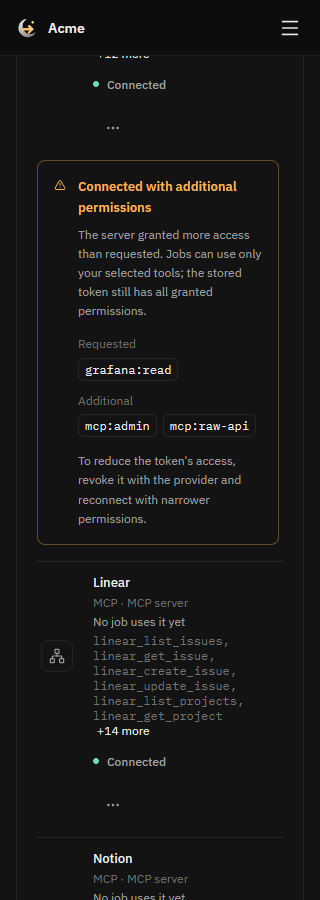 Acme
+12 more
Connected
...
Connected with additional
permissions
The server granted more access
than requested. Jobs can use only
your selected tools; the stored
token still has all granted
permissions.
Requested
grafana:read
Additional
mcp:admin mcp:raw-api
To reduce the token's access,
revoke it with the provider and
reconnect with narrower
permissions.
Linear
MCP · MCP server
No job uses it yet
linear_list_issues,
linear_get_issue,
linear_create_issue,
linear_update_issue,
linear_list_projects,
linear_get_project
+14 more
Connected
...
Notion
MCP · MCP server
No job uses it yet